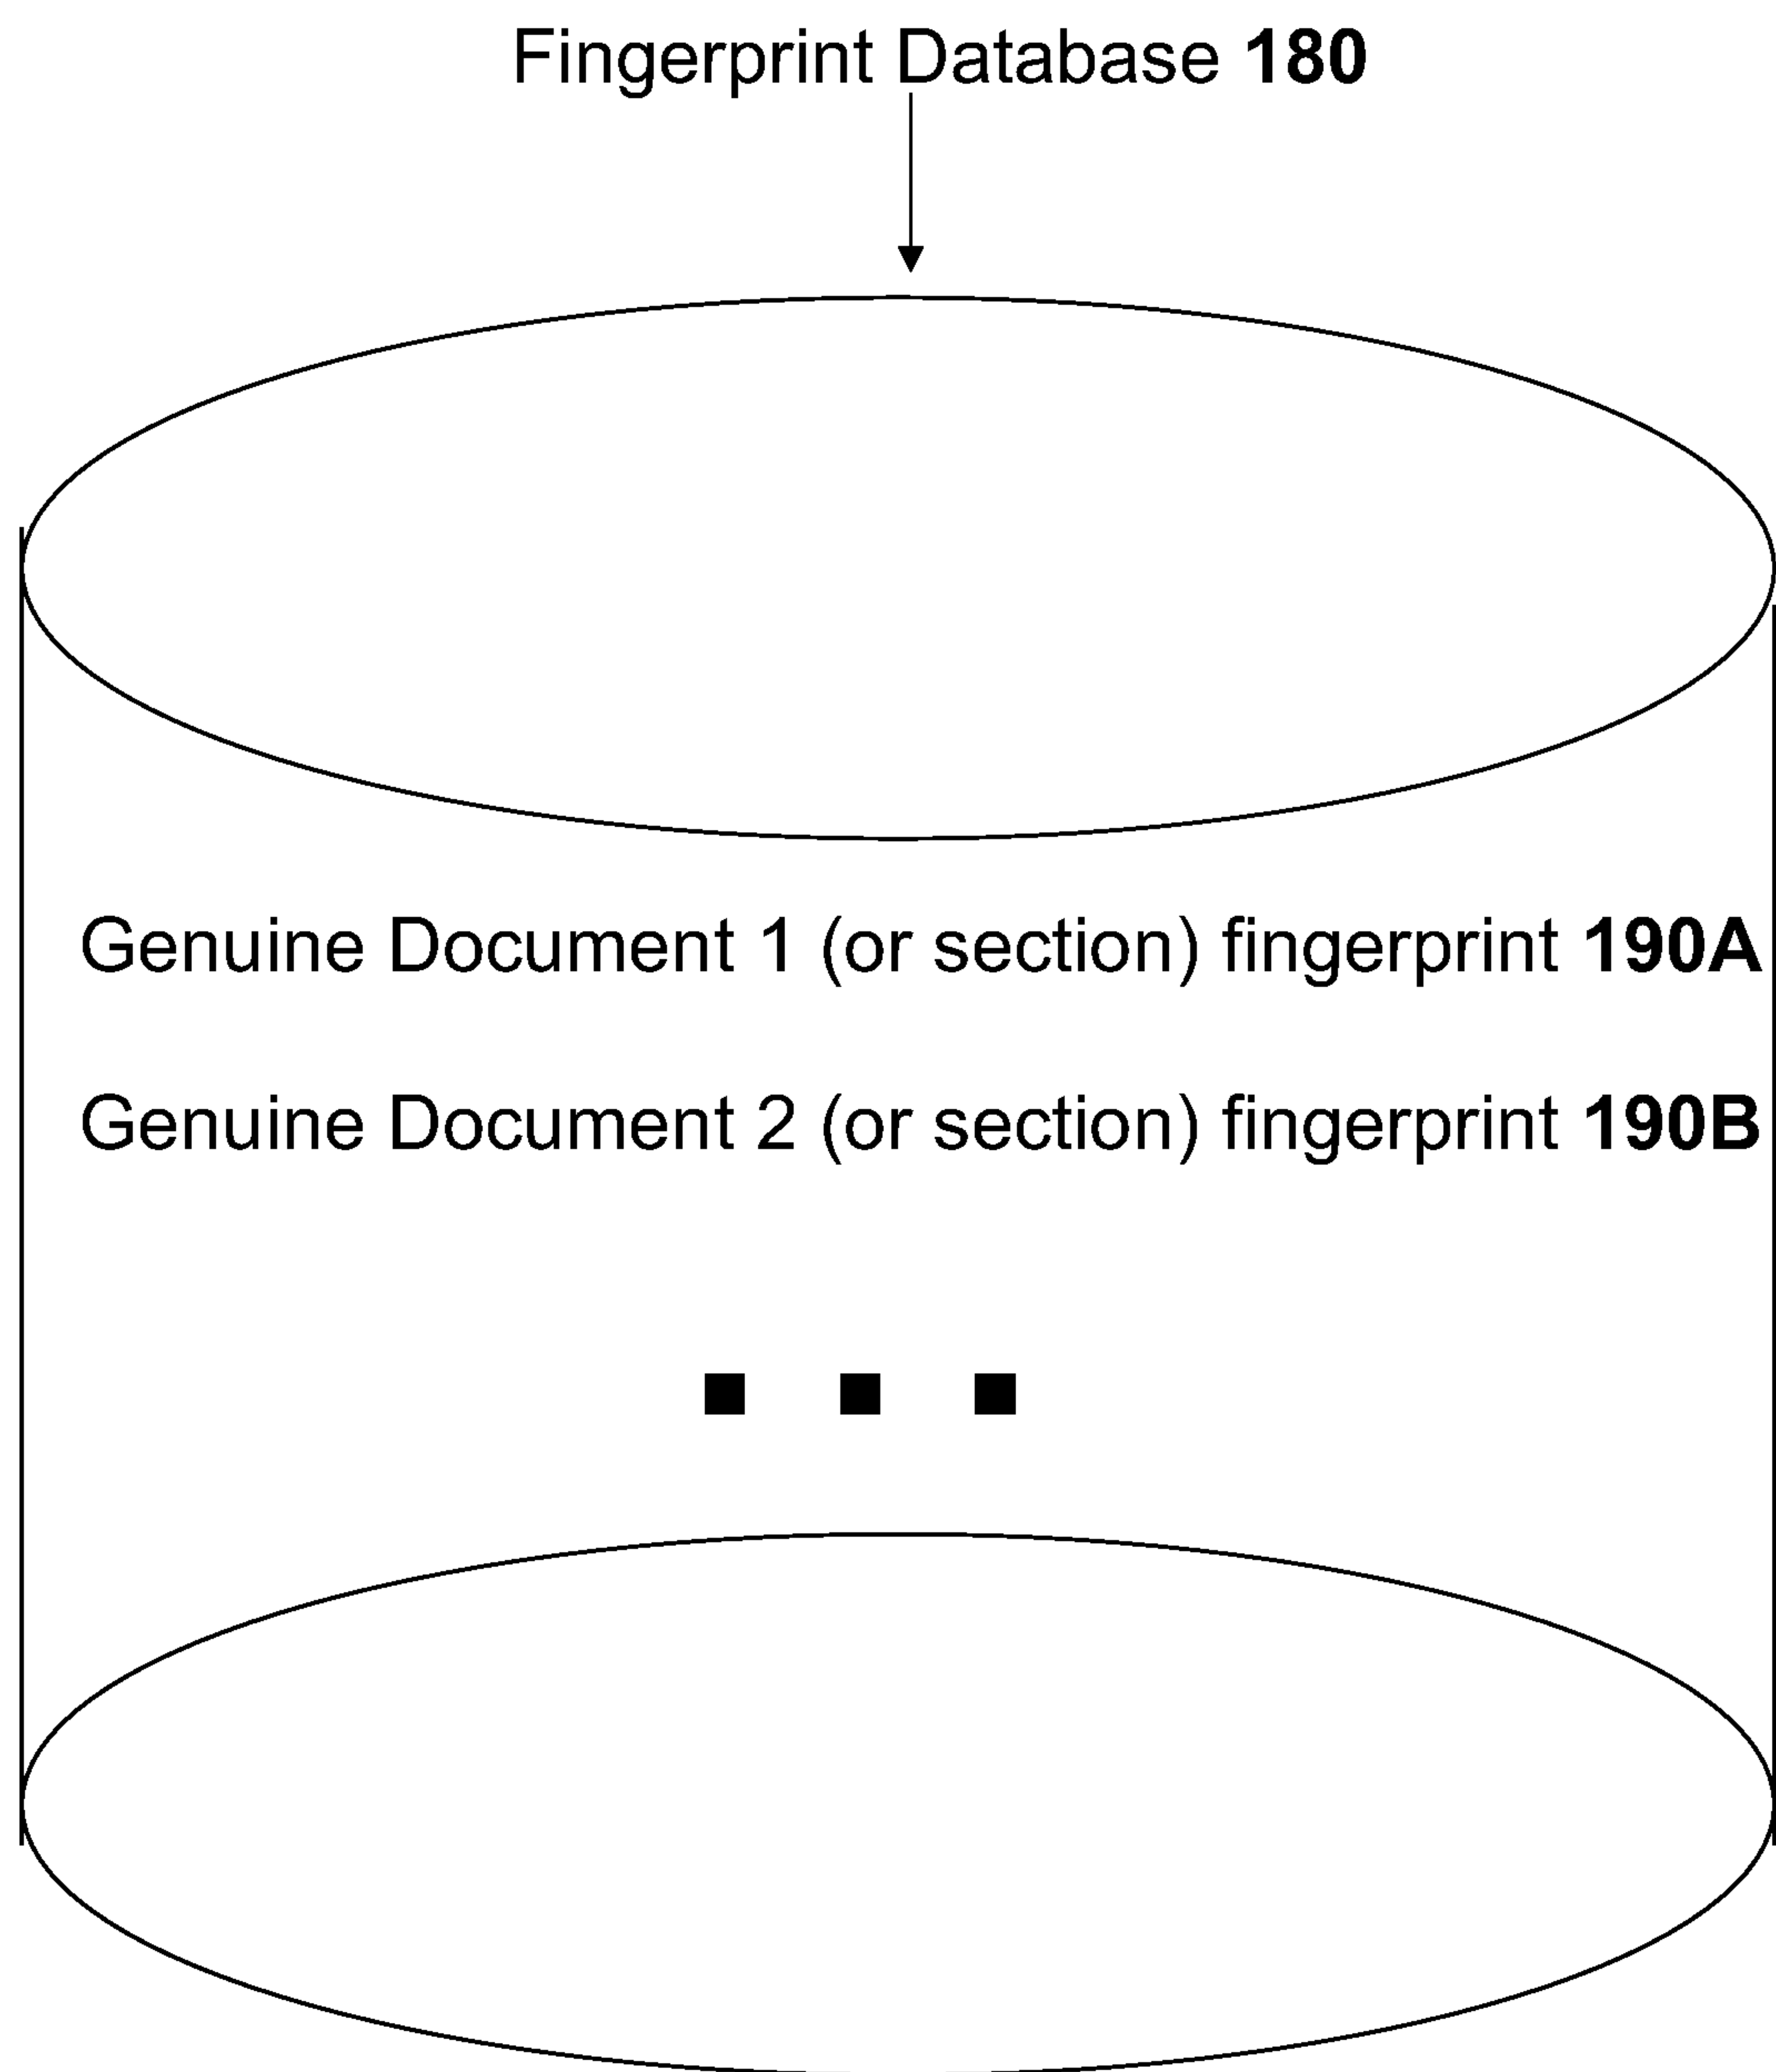 Fingerprint Database 180
Genuine Document 1 (or section) fingerprint 190A
Genuine Document 2 (or section) fingerprint 190B